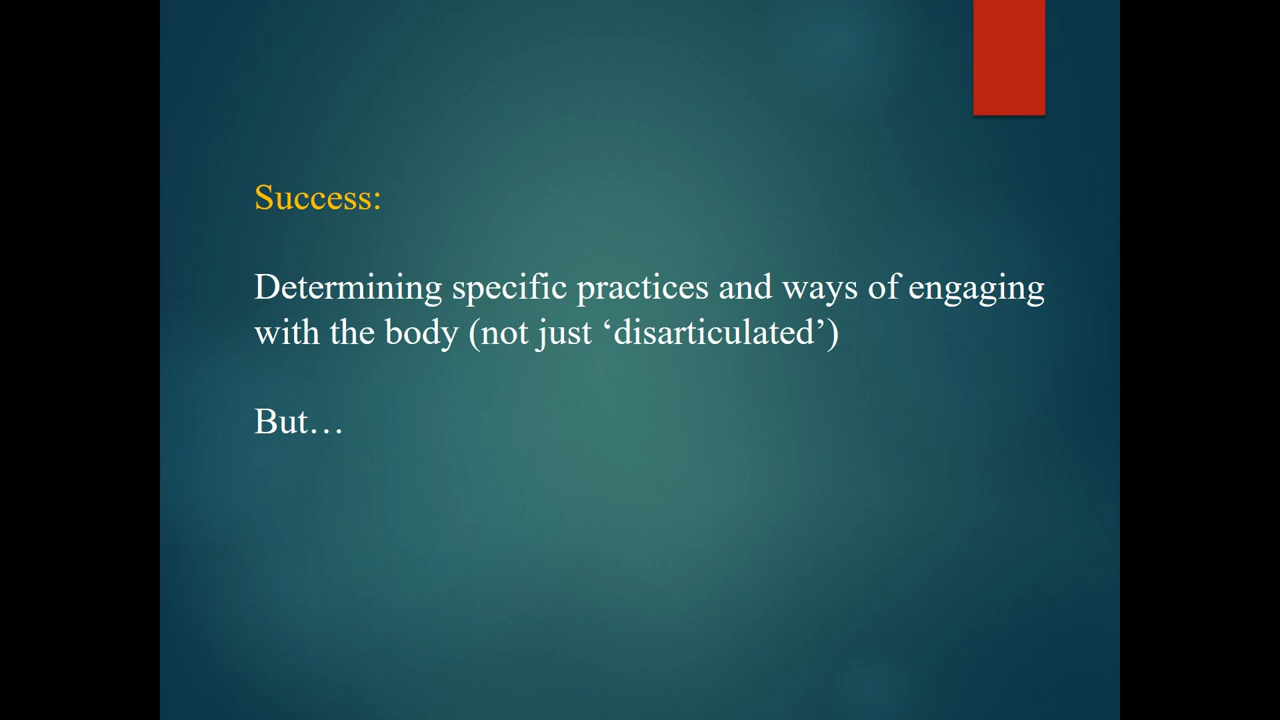 Success:
Determining specific practices and ways of engaging
with the body (not just ‘disarticulated’)
But…